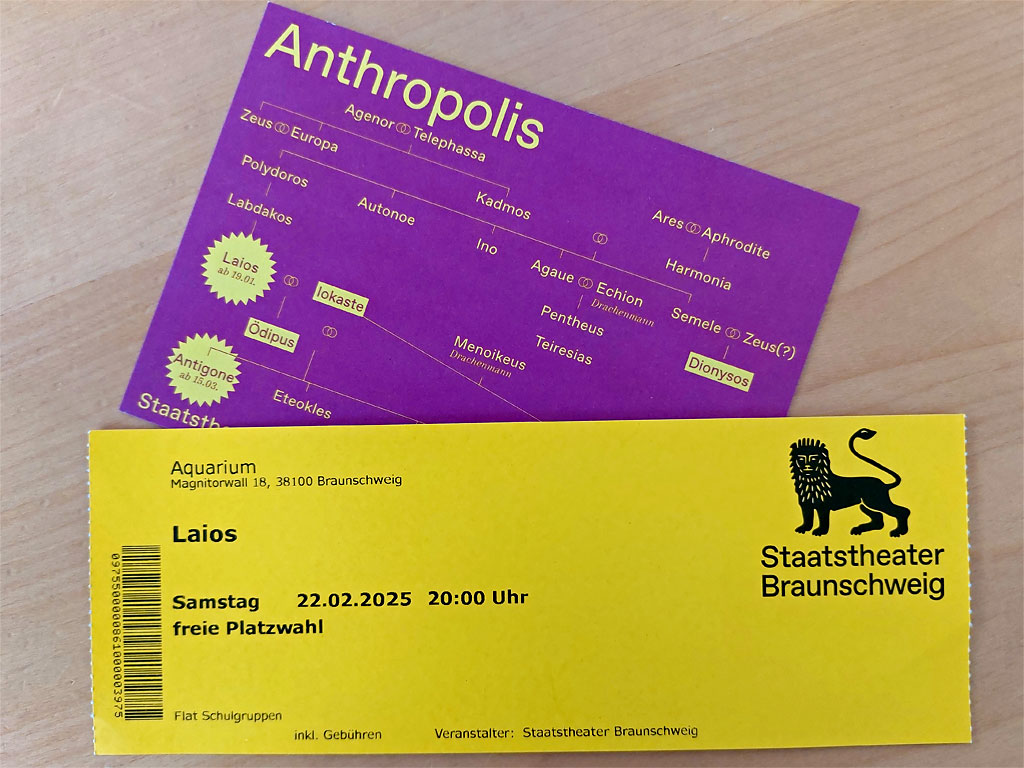 Anthropolis
Agenor Telephassa
Zeus Europa
Polydoros
Kadmos
Labdakos
Autonoe
Ares Aphrodite
Ino
Harmonia
Laios
ab 19.01.
Agaue Echion
Drachenmann
Iokaste
Pentheus
Semele Zeus(?)
Ödipus
Teiresias
Menoikeus
Drachenmann
Dionysos
Antigone
ab 15.03.
Eteokles
Staatsthe
Aquarium
Magnitorwall 18, 38100 Braunschweig
Laios
Samstag 22.02.2025 20:00 Uhr
freie Platzwahl
Flat Schulgruppen
inkl. Gebühren Veranstalter: Staatstheater Braunschweig
Staatstheater
Braunschweig